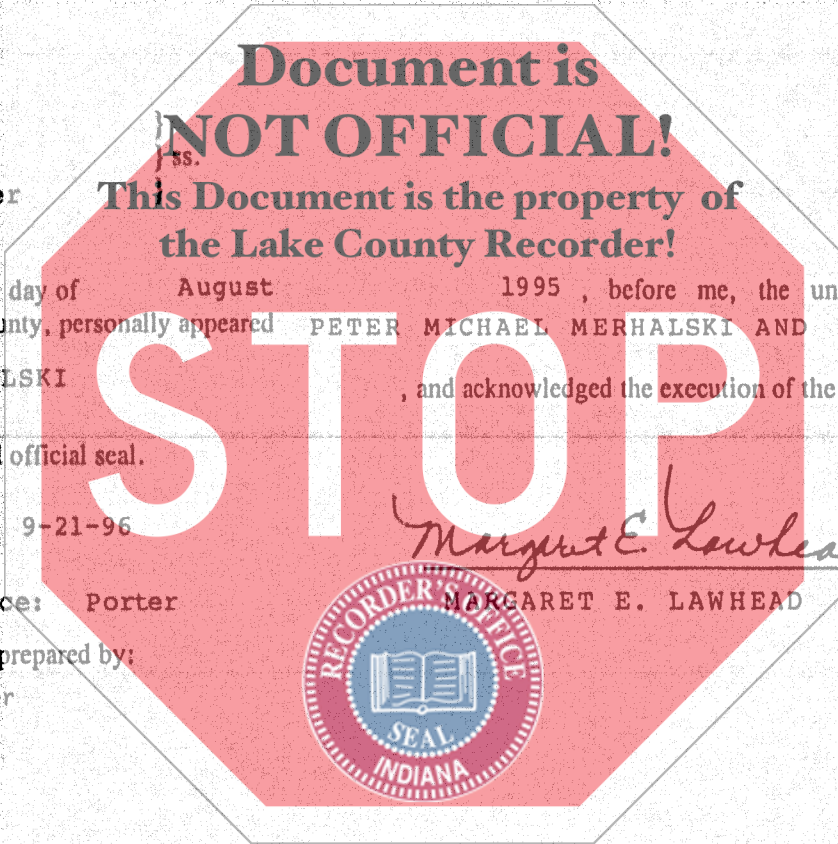 Document is
NOT OFFICIAL!
} ss.
This Document is the property of
the Lake County Recorder!
day of August 1995 , before me, the un
unty, personally appeared PETER MICHAEL MERHALSKI AND
LSKI , and acknowledged the execution of the
STOP
official seal.
9-21-96
Margaret E. Lawhea
ce: Porter MARGARET E. LAWHEAD
prepared by:
RECORDER'S OFFICE
SEAL
INDIANA